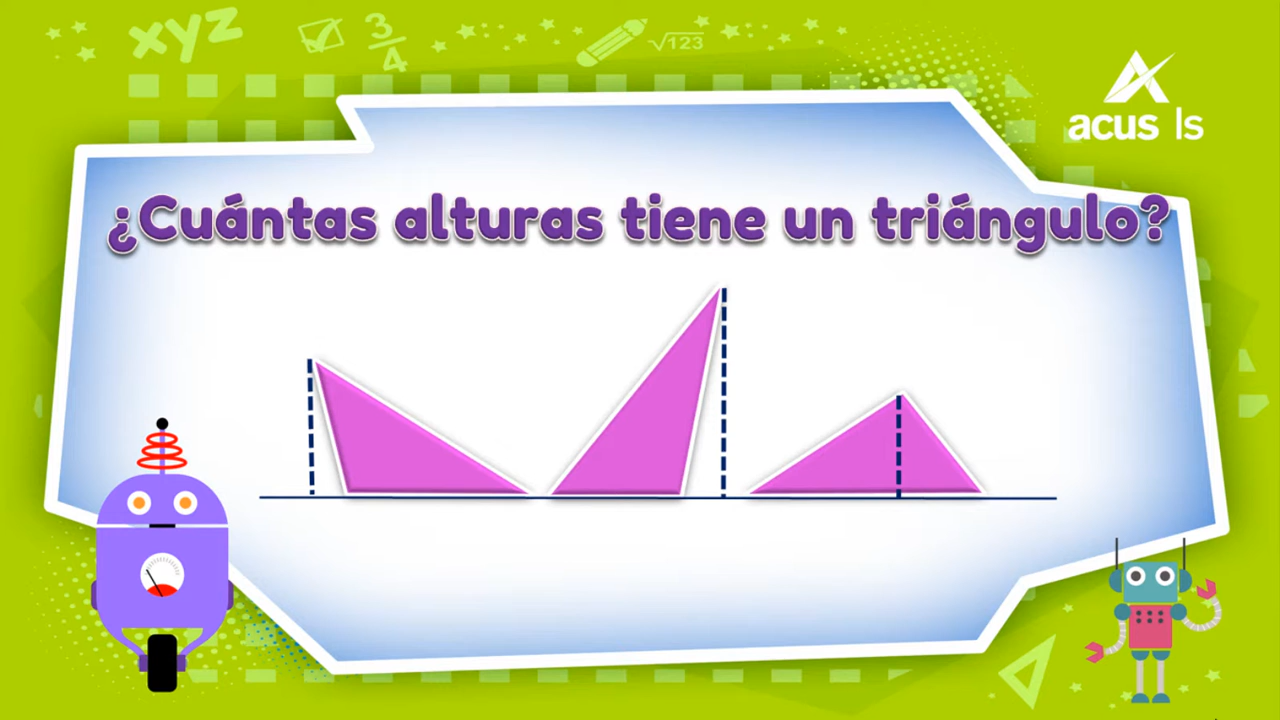 xyz
3
4
√123
acus ls
¿Cuántas alturas tiene un triángulo?